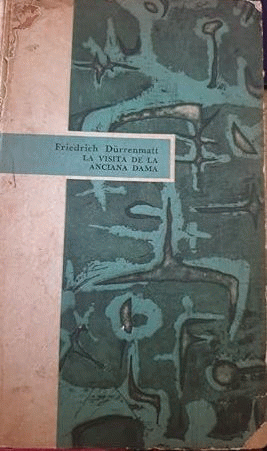 Friedrich Dürrenmatt
LA VISITA DE LA
ANCIANA DAMA